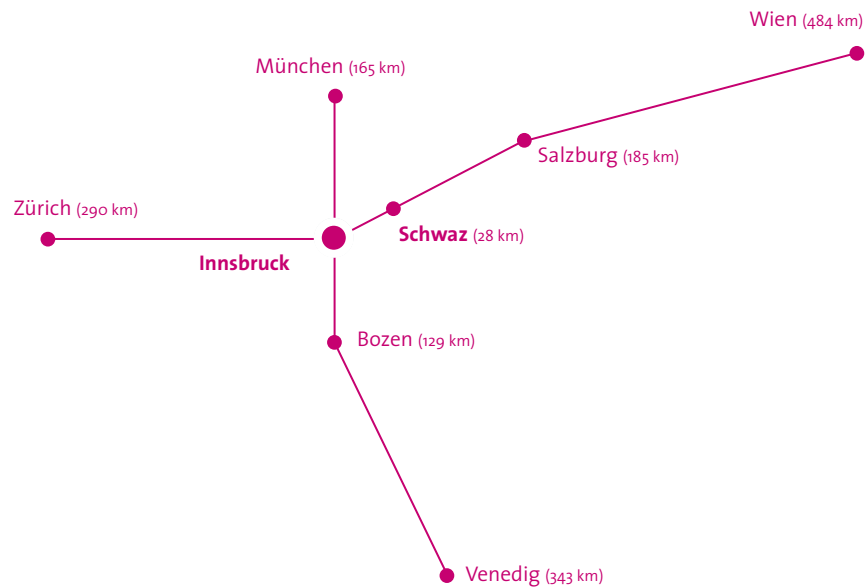 Wien (484 km)
München (165 km)
Salzburg (185 km)
Zürich (290 km)
Schwaz (28 km)
Innsbruck
Bozen (129 km)
Venedig (343 km)